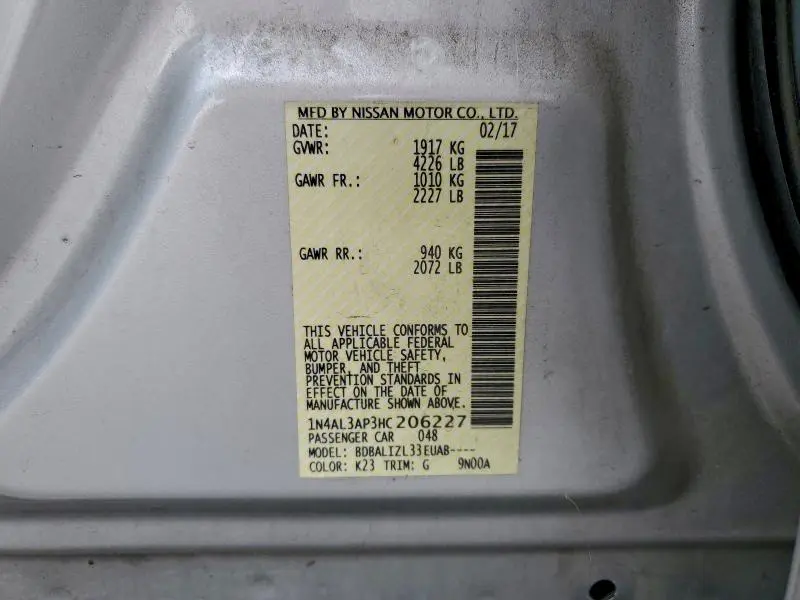 MFD BY NISSAN MOTOR CO., LTD.
DATE: 02/17
GVWR: 1917 KG
4226 LB
GAWR FR.: 1010 KG
2227 LB
GAWR RR.: 940 KG
2072 LB
THIS VEHICLE CONFORMS TO
ALL APPLICABLE FEDERAL
MOTOR VEHICLE SAFETY,
BUMPER, AND THEFT
PREVENTION STANDARDS IN
EFFECT ON THE DATE OF
MANUFACTURE SHOWN ABOVE.
1N4AL3AP3HC206227
PASSENGER CAR 048
MODEL: BDBALIZL33EUAB----
COLOR: K23 TRIM: G 9N00A